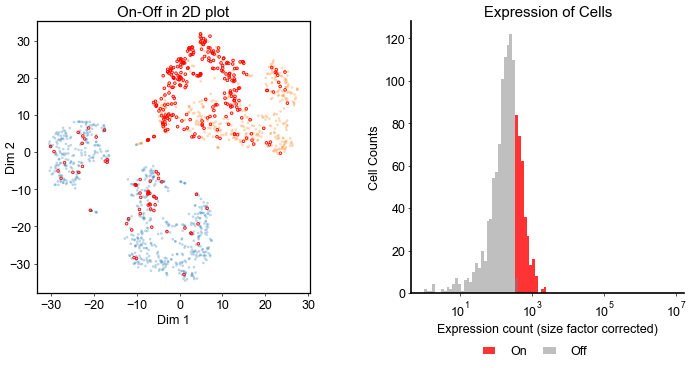 On-Off in 2D plot
Dim 2
30
20
10
0
−10
−20
−30
−30 −20 −10 0 10 20 30
Dim 1
Expression of Cells
Cell Counts
120
100
80
60
40
20
0
10^1 10^3 10^5 10^7
Expression count (size factor corrected)
On Off